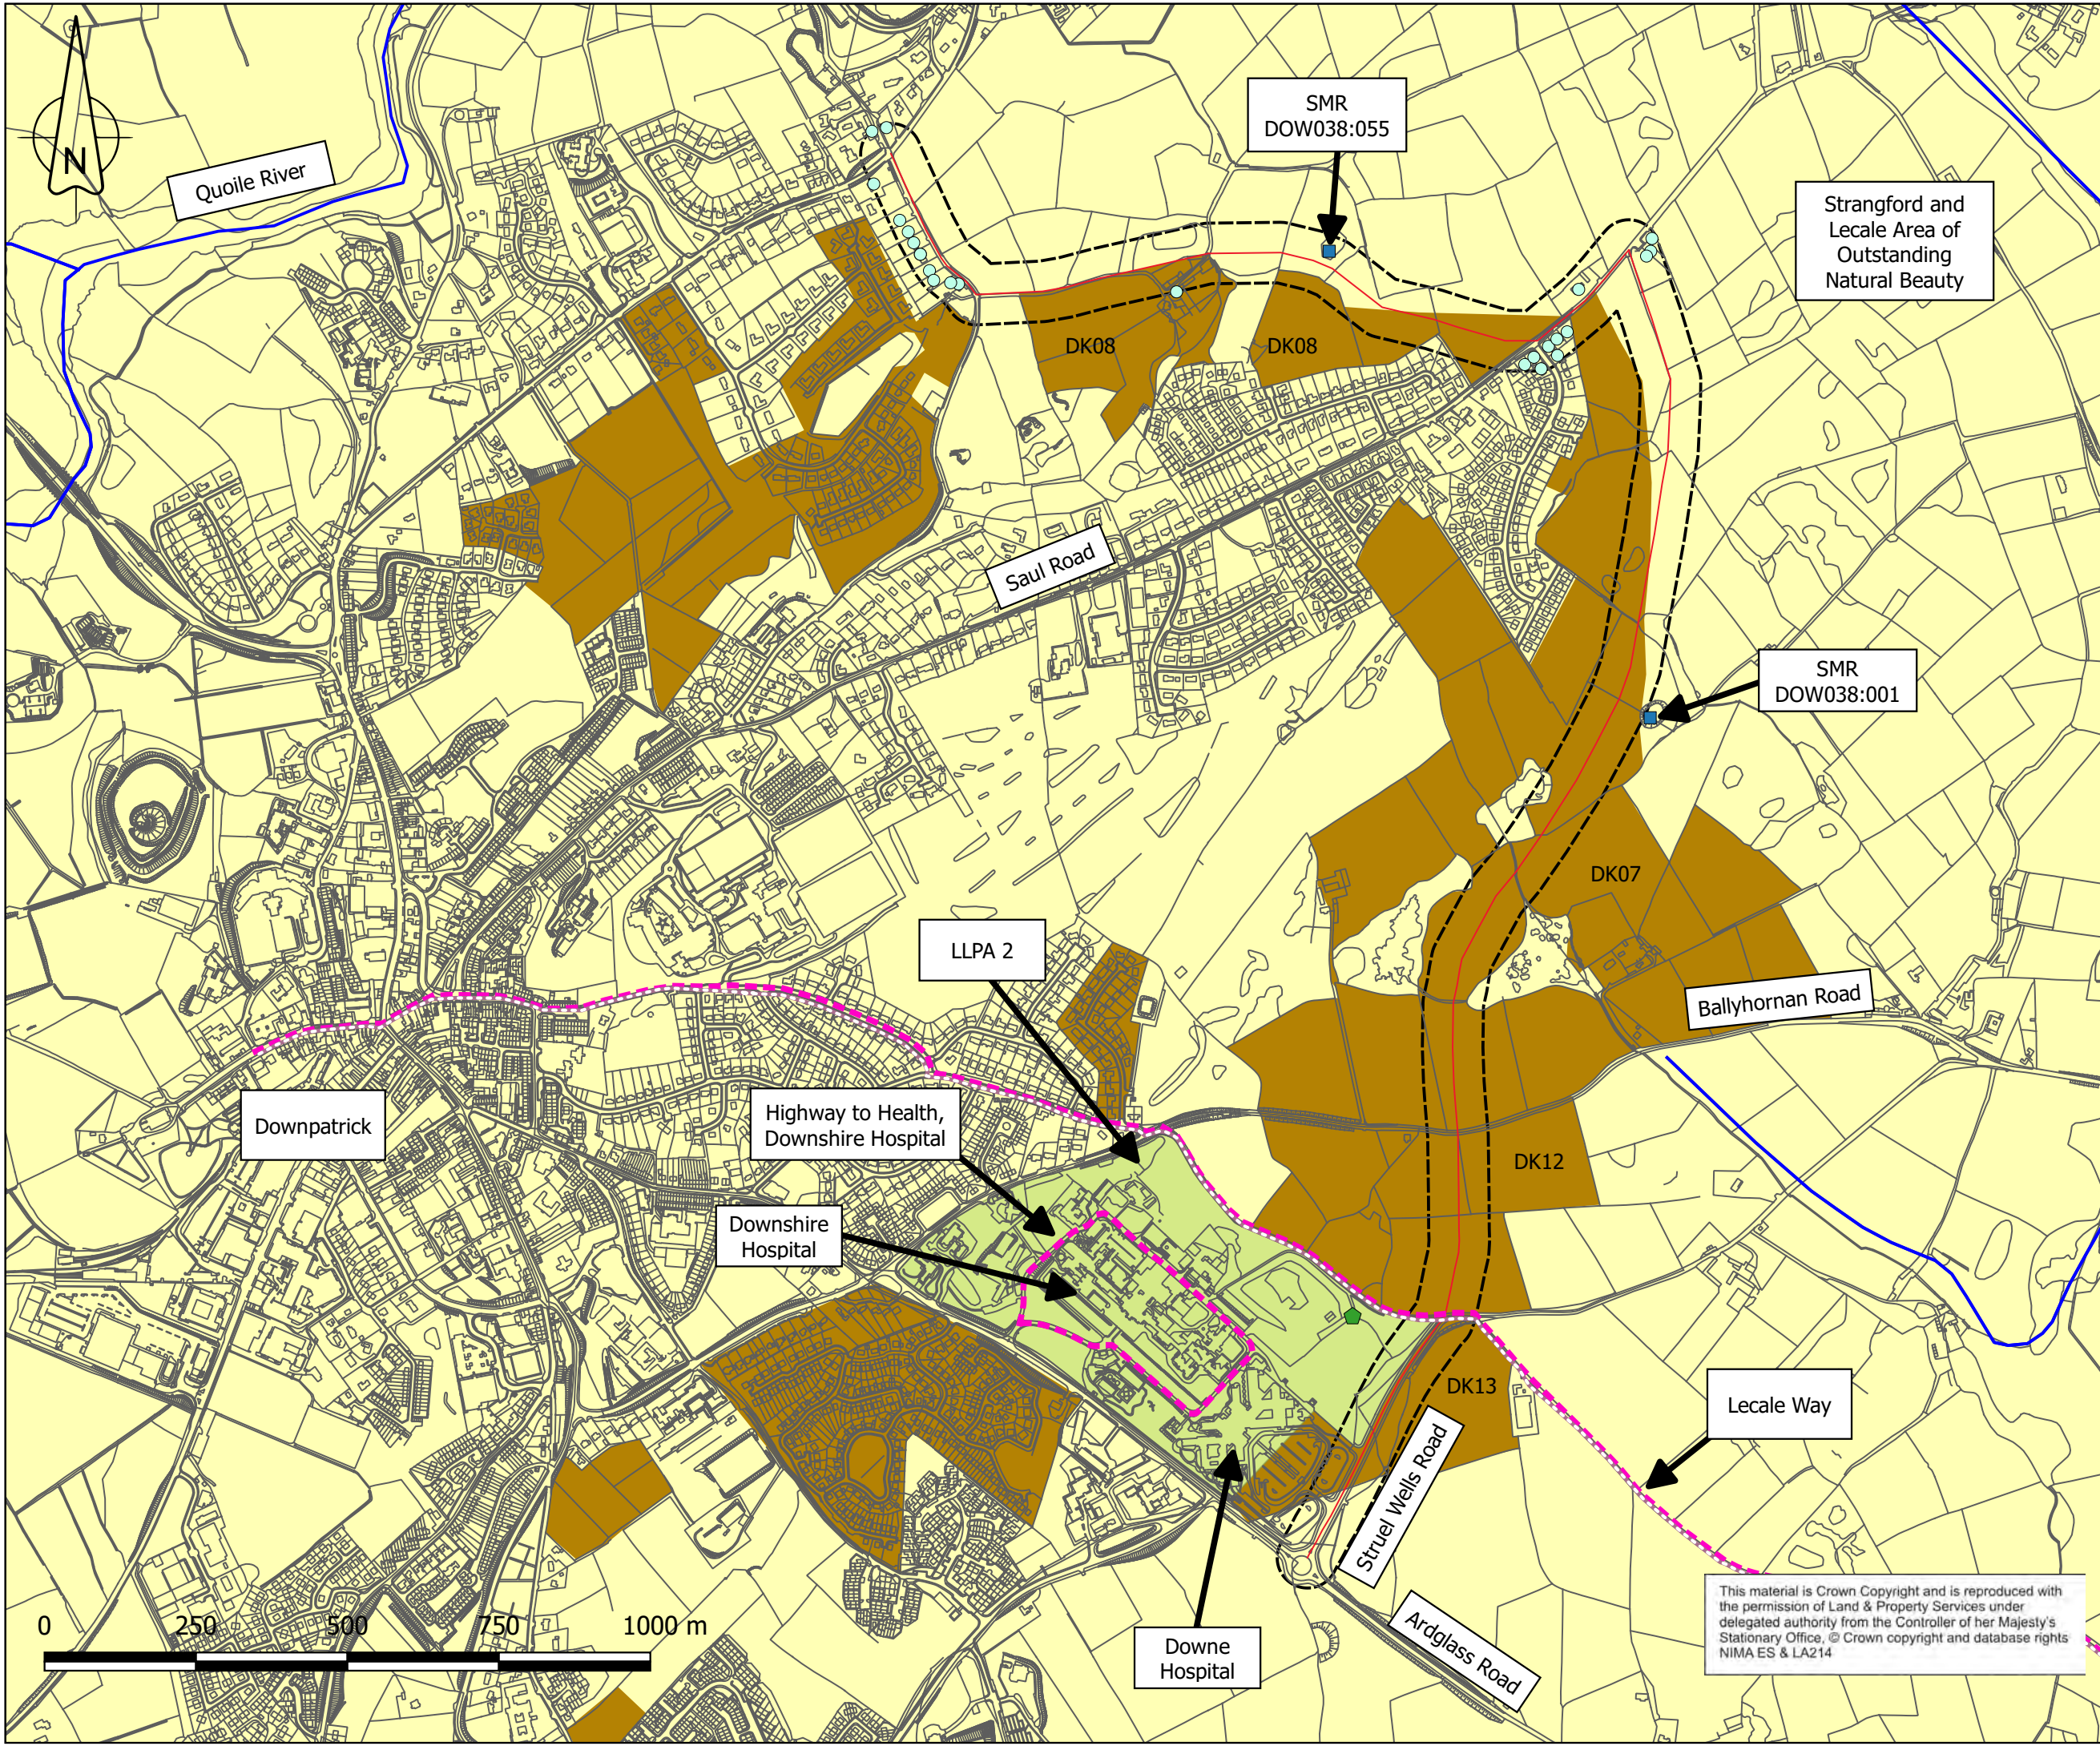 SMR
DOW038:055
N
Quoile River
Strangford and
Lecale Area of
Outstanding
Natural Beauty
DK08
DK08
Saul Road
SMR
DOW038:001
DK07
LLPA 2
Ballyhornan Road
Downpatrick
Highway to Health,
Downshire Hospital
DK12
Downshire
Hospital
DK13
Lecale Way
Struel Wells Road
This material is Crown Copyright and is reproduced with
the permission of Land & Property Services under
delegated authority from the Controller of her Majesty's
Stationary Office, © Crown copyright and database rights
NIMA ES & LA214
0 250 500 750 1000 m
Downe
Hospital
Ardglass Road